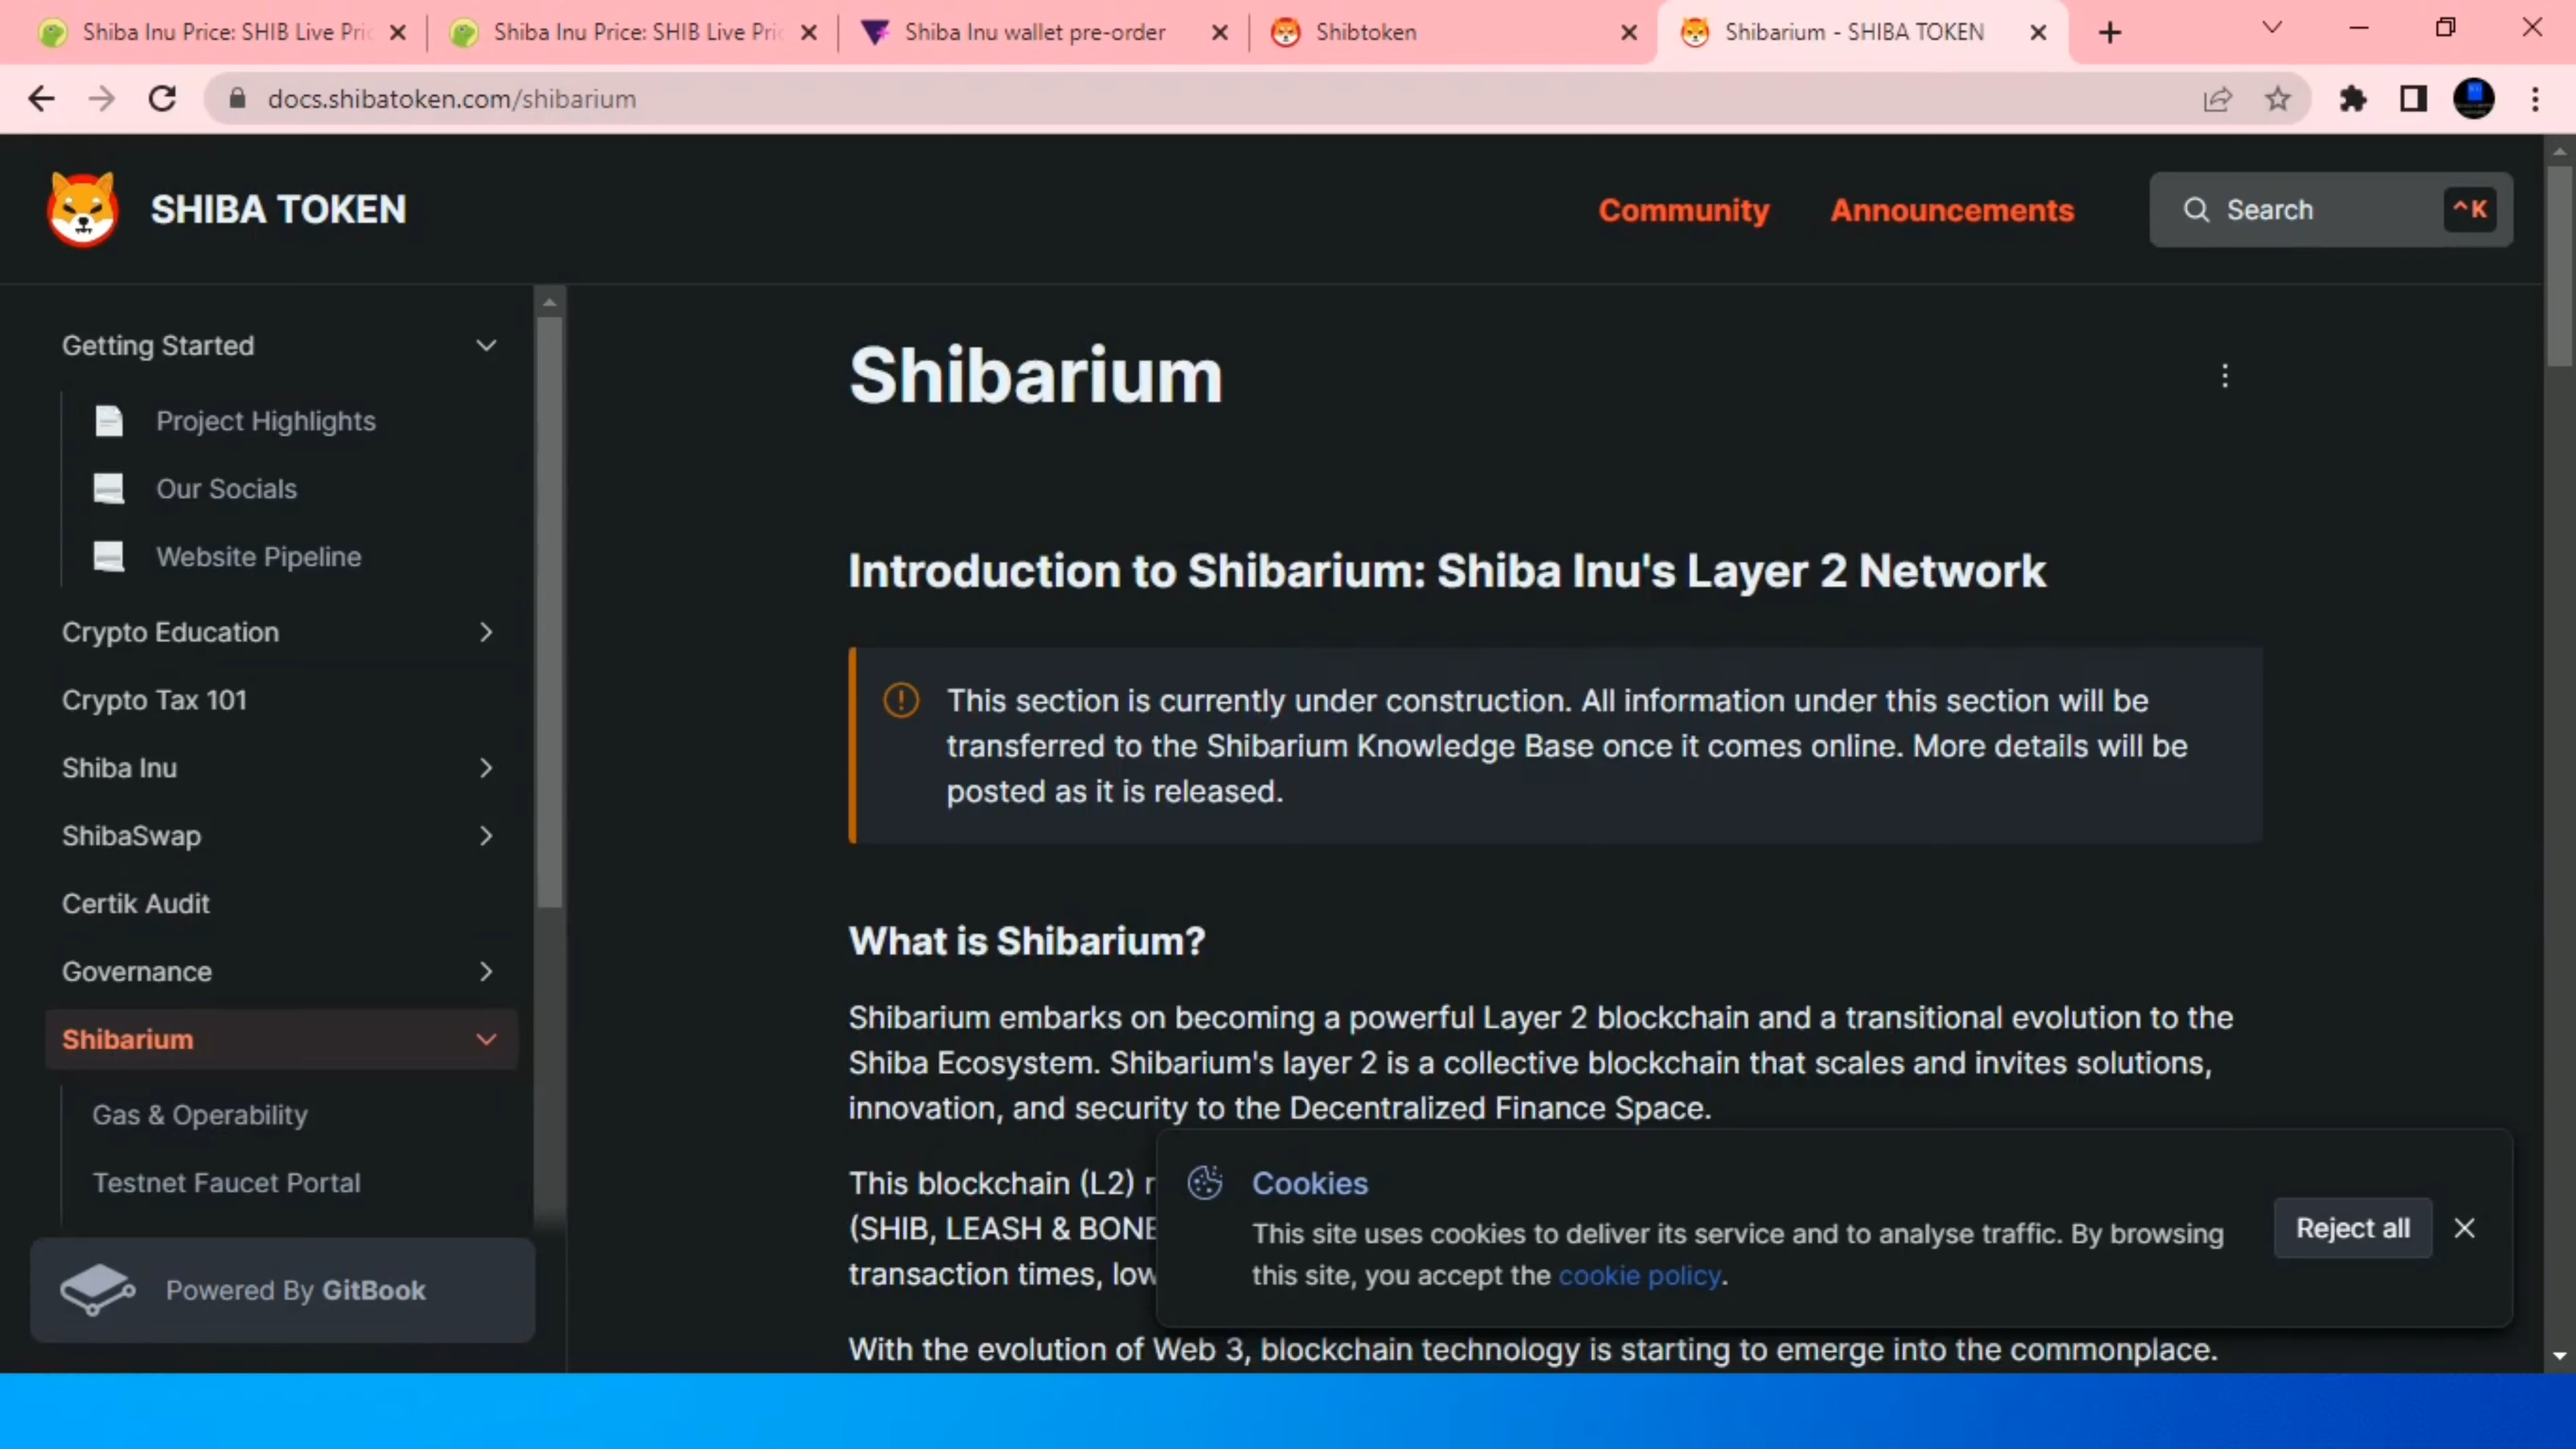 Shiba Inu Price: SHIB Live Pric
Shiba Inu Price: SHIB Live Pric
Shiba Inu wallet pre-order
Shibtoken
Shibarium - SHIBA TOKEN
docs.shibatoken.com/shibarium
SHIBA TOKEN
Community
Announcements
Search
^K
Getting Started
Project Highlights
Our Socials
Website Pipeline
Crypto Education
Crypto Tax 101
Shiba Inu
ShibaSwap
Certik Audit
Governance
Shibarium
Gas & Operability
Testnet Faucet Portal
Powered By GitBook
Shibarium
Introduction to Shibarium: Shiba Inu's Layer 2 Network
This section is currently under construction. All information under this section will be
transferred to the Shibarium Knowledge Base once it comes online. More details will be
posted as it is released.
What is Shibarium?
Shibarium embarks on becoming a powerful Layer 2 blockchain and a transitional evolution to the
Shiba Ecosystem. Shibarium's layer 2 is a collective blockchain that scales and invites solutions,
innovation, and security to the Decentralized Finance Space.
This blockchain (L2) r
(SHIB, LEASH & BONE
transaction times, low
With the evolution of Web 3, blockchain technology is starting to emerge into the commonplace.
Cookies
This site uses cookies to deliver its service and to analyse traffic. By browsing
this site, you accept the cookie policy.
Reject all